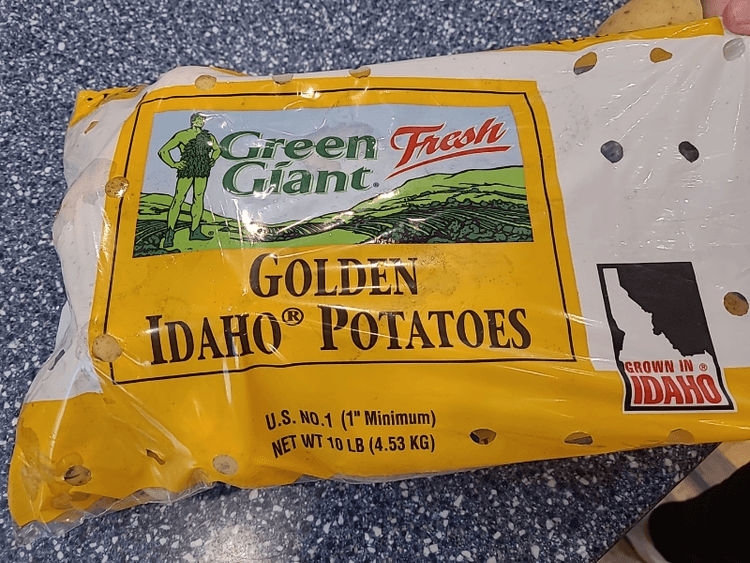 Green Fresh
Giant®
GOLDEN
IDAHO® POTATOES
U.S. NO.1 (1" Minimum)
NET WT 10 LB (4.53 KG)
GROWN IN ®
IDAHO